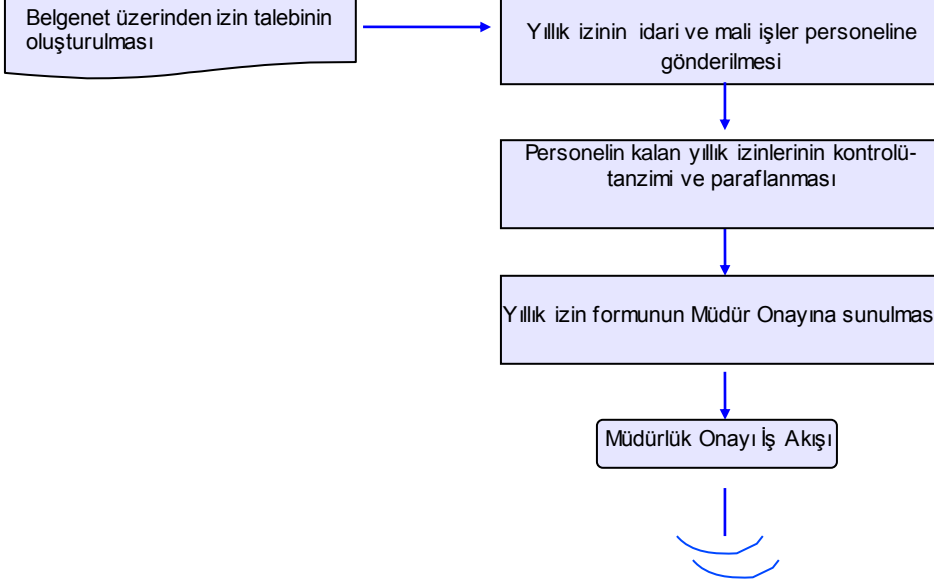 Belgenet üzerinden izin talebinin
oluşturulması
Yıllık izinin idari ve mali işler personeline
gönderilmesi
Personelin kalan yıllık izinlerinin kontrolü-
tanzimi ve paraflanması
Yıllık izin formunun Müdür Onayına sunulmas
Müdürlük Onayı İş Akışı